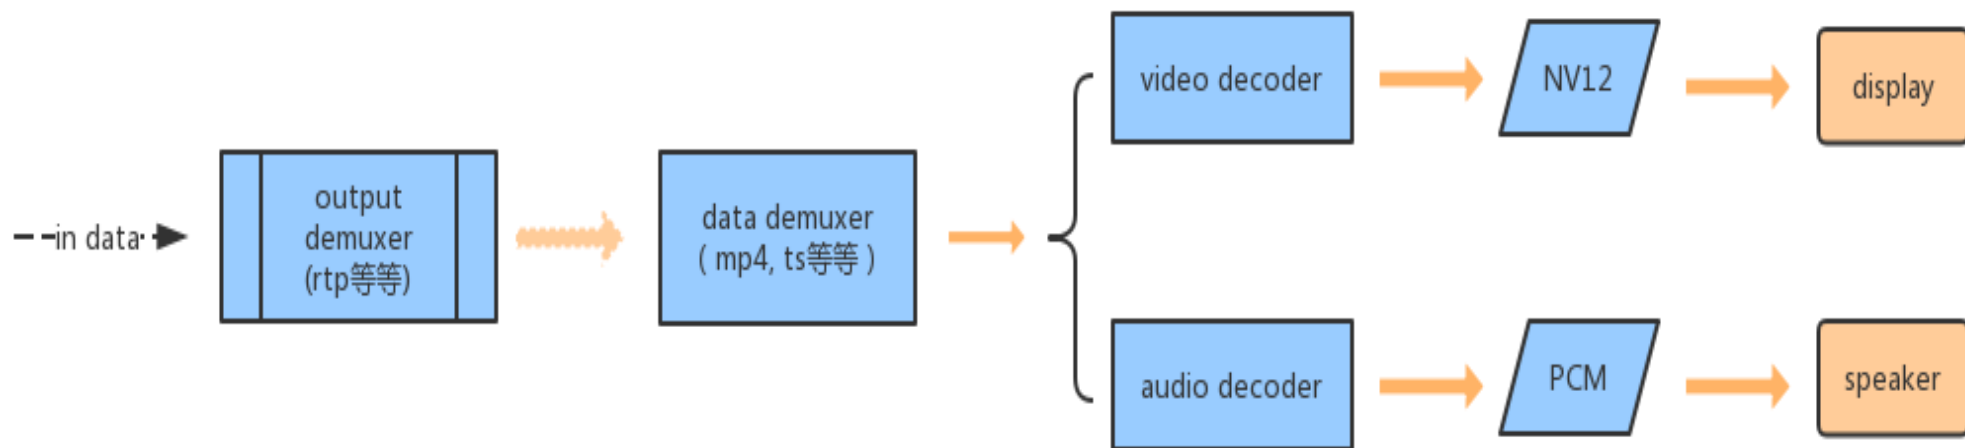 in data
output
demuxer
(rtp等等)
data demuxer
( mp4, ts等等 )
video decoder
NV12
display
audio decoder
PCM
speaker